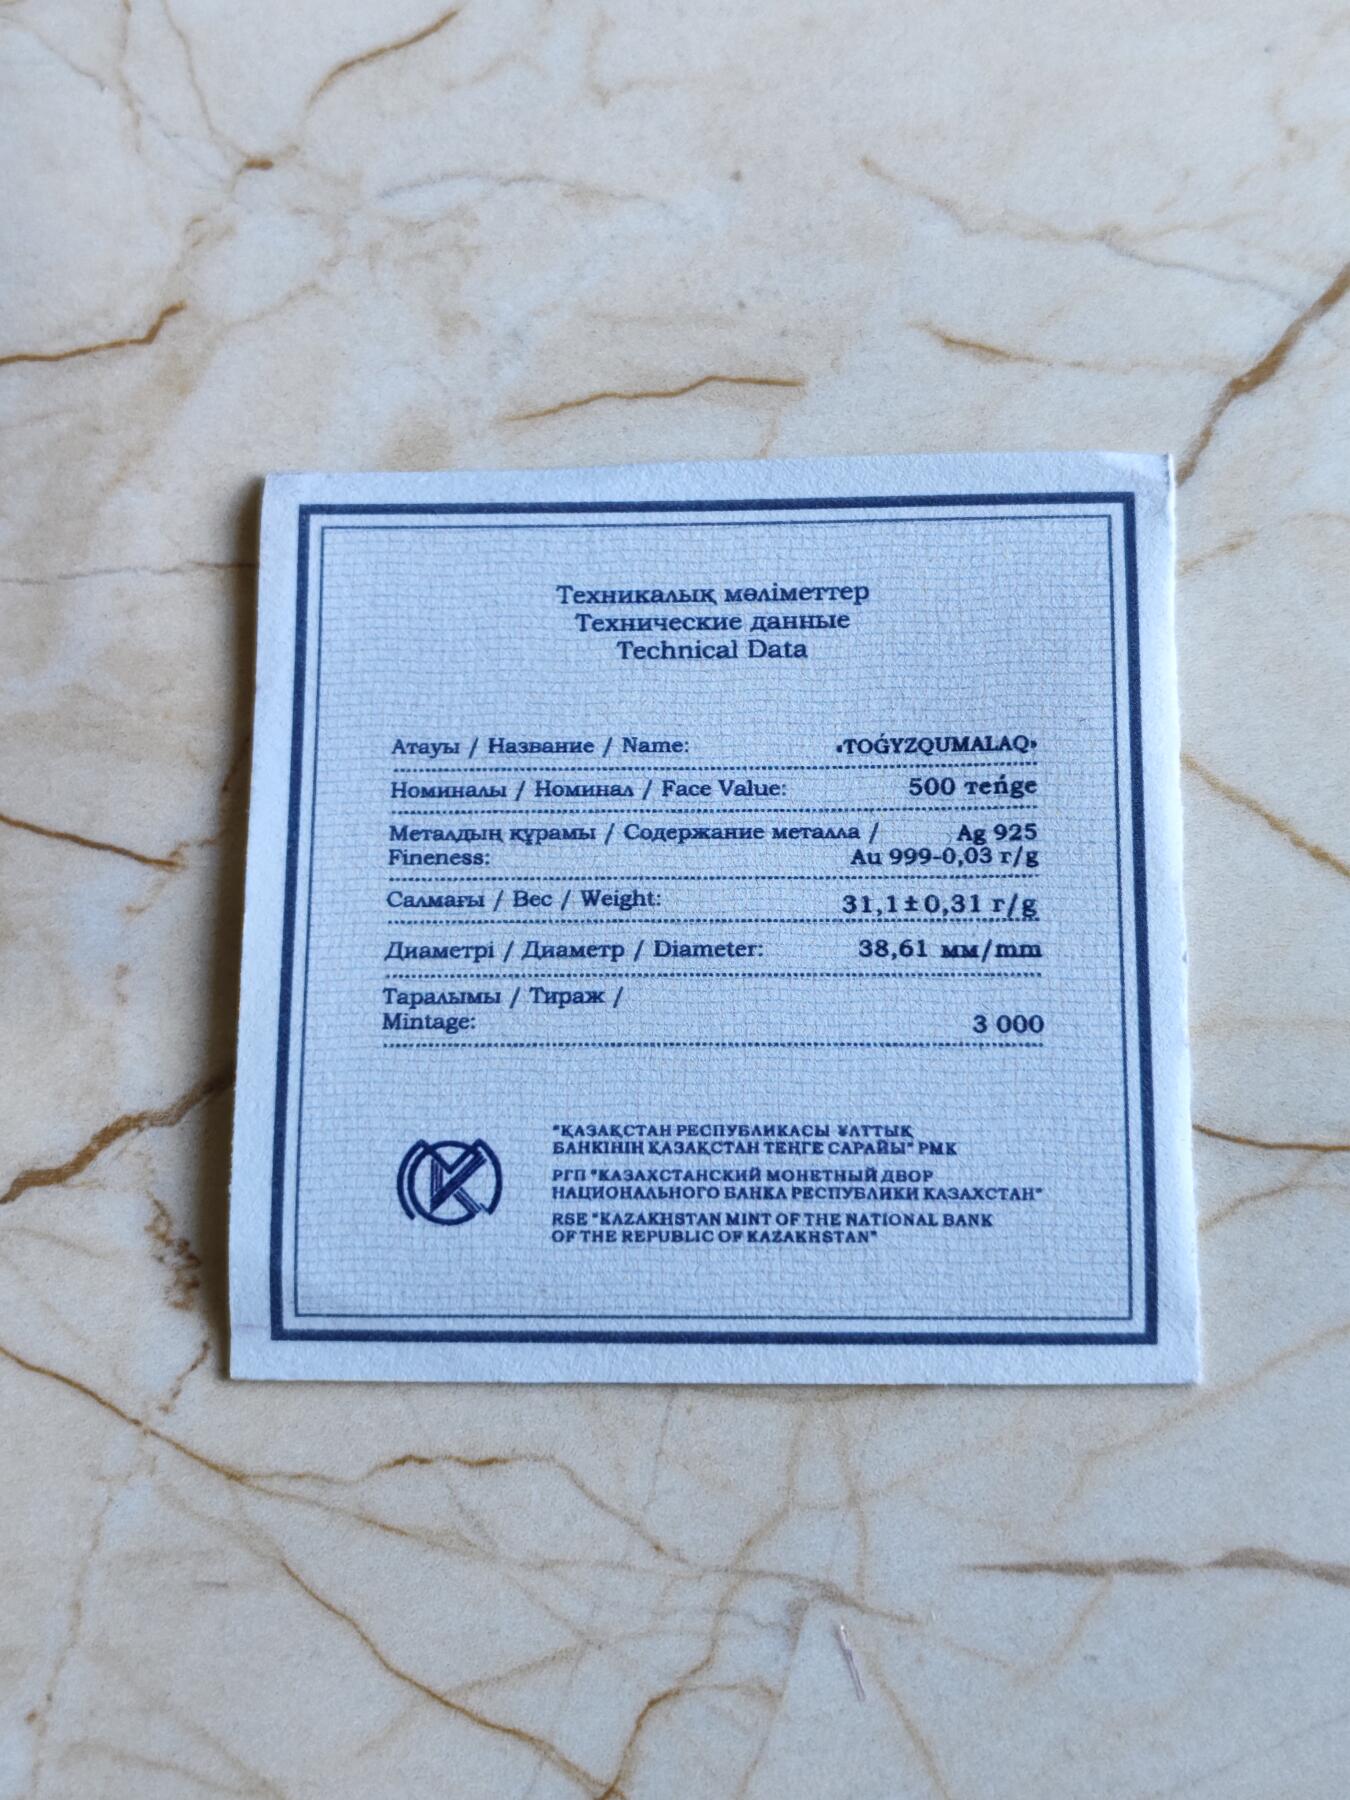 Техникалық мәліметтер
Технические данные
Technical Data
Атауы / Название / Name: «TOǴYZQUMALAQ»
Номиналы / Номинал / Face Value: 500 теńge
Металдың құрамы / Содержание металла / Ag 925
Fineness: Au 999-0,03 г/g
Салмағы / Вес / Weight: 31,1±0,31 г/g
Диаметрі / Диаметр / Diameter: 38,61 мм/mm
Таралымы / Тираж /
Mintage: 3 000
"ҚАЗАҚСТАН РЕСПУБЛИКАСЫ ҰЛТТЫҚ
БАНКІНІҢ ҚАЗАҚСТАН ТЕҢГЕ САРАЙЫ" РМК
РГП "КАЗАХСТАНСКИЙ МОНЕТНЫЙ ДВОР
НАЦИОНАЛЬНОГО БАНКА РЕСПУБЛИКИ КАЗАХСТАН"
RSE "KAZAKHSTAN MINT OF THE NATIONAL BANK
OF THE REPUBLIC OF KAZAKHSTAN"